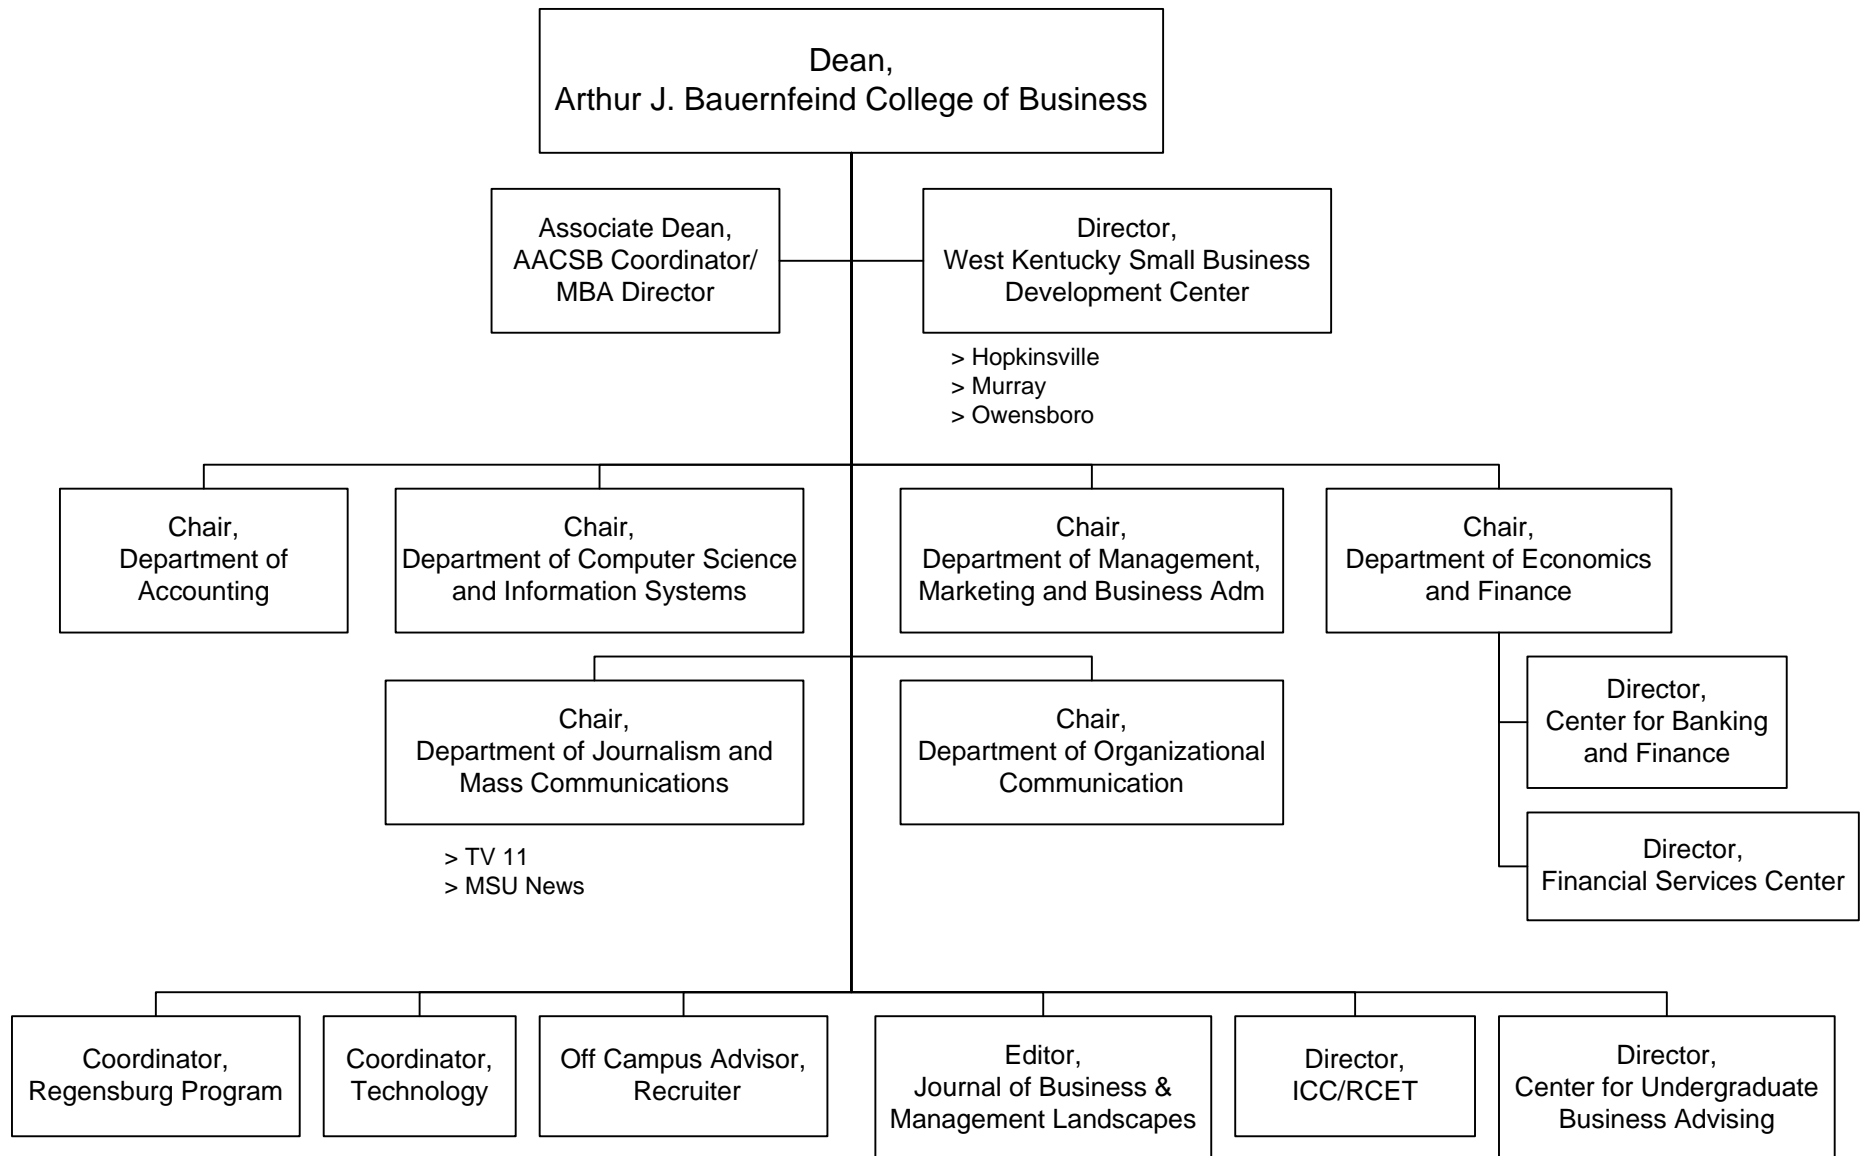 Dean,
Arthur J. Bauernfeind College of Business
Associate Dean,
AACSB Coordinator/
MBA Director
Director,
West Kentucky Small Business
Development Center
> Hopkinsville
> Murray
> Owensboro
Chair,
Department of
Accounting
Chair,
Department of Computer Science
and Information Systems
Chair,
Department of Management,
Marketing and Business Adm
Chair,
Department of Economics
and Finance
Director,
Center for Banking
and Finance
Director,
Financial Services Center
Chair,
Department of Journalism and
Mass Communications
> TV 11
> MSU News
Chair,
Department of Organizational
Communication
Coordinator,
Regensburg Program
Coordinator,
Technology
Off Campus Advisor,
Recruiter
Editor,
Journal of Business &
Management Landscapes
Director,
ICC/RCET
Director,
Center for Undergraduate
Business Advising